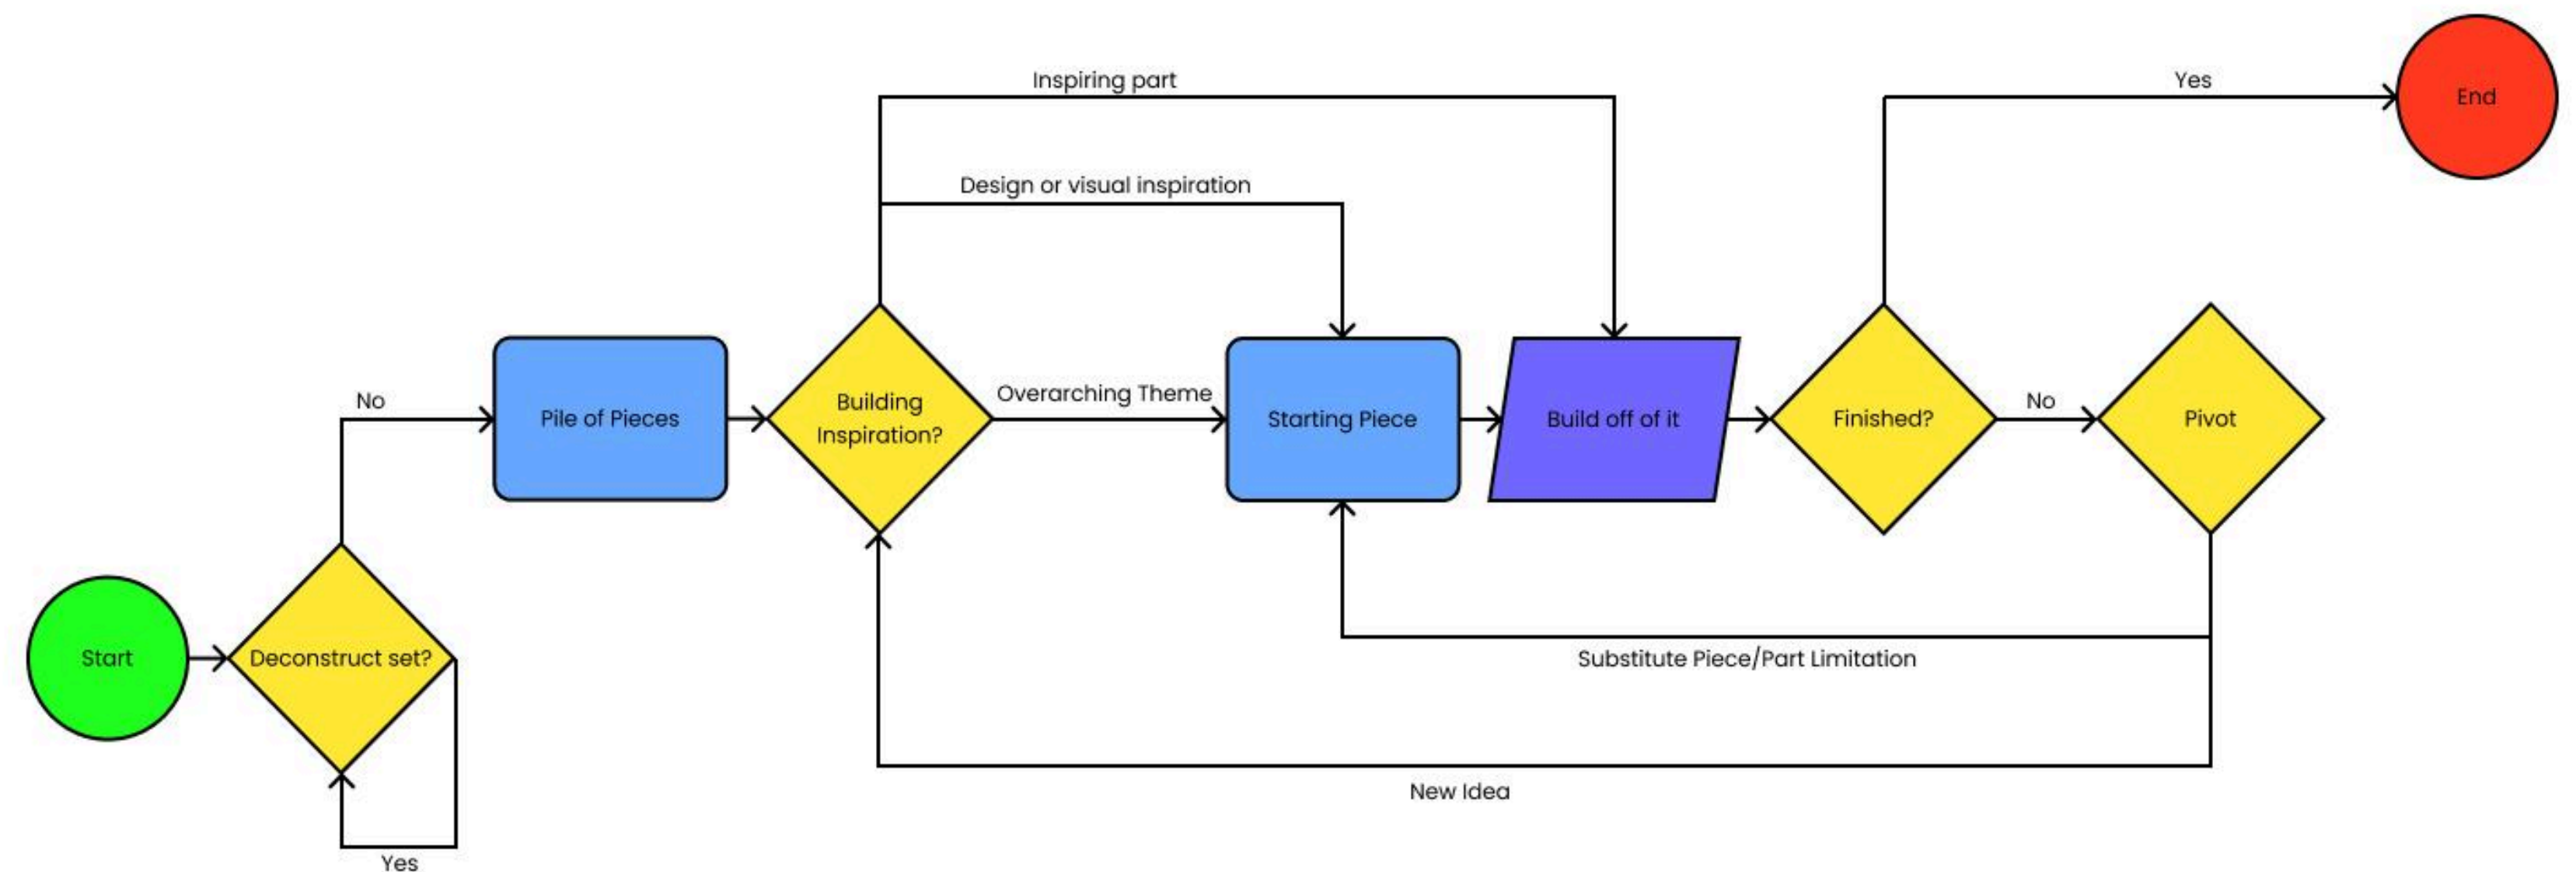 Inspiring part
Yes
End
Design or visual inspiration
No
Pile of Pieces
Building
Inspiration?
Overarching Theme
Starting Piece
Build off of it
Finished?
No
Pivot
Start
Deconstruct set?
Substitute Piece/Part Limitation
New Idea
Yes